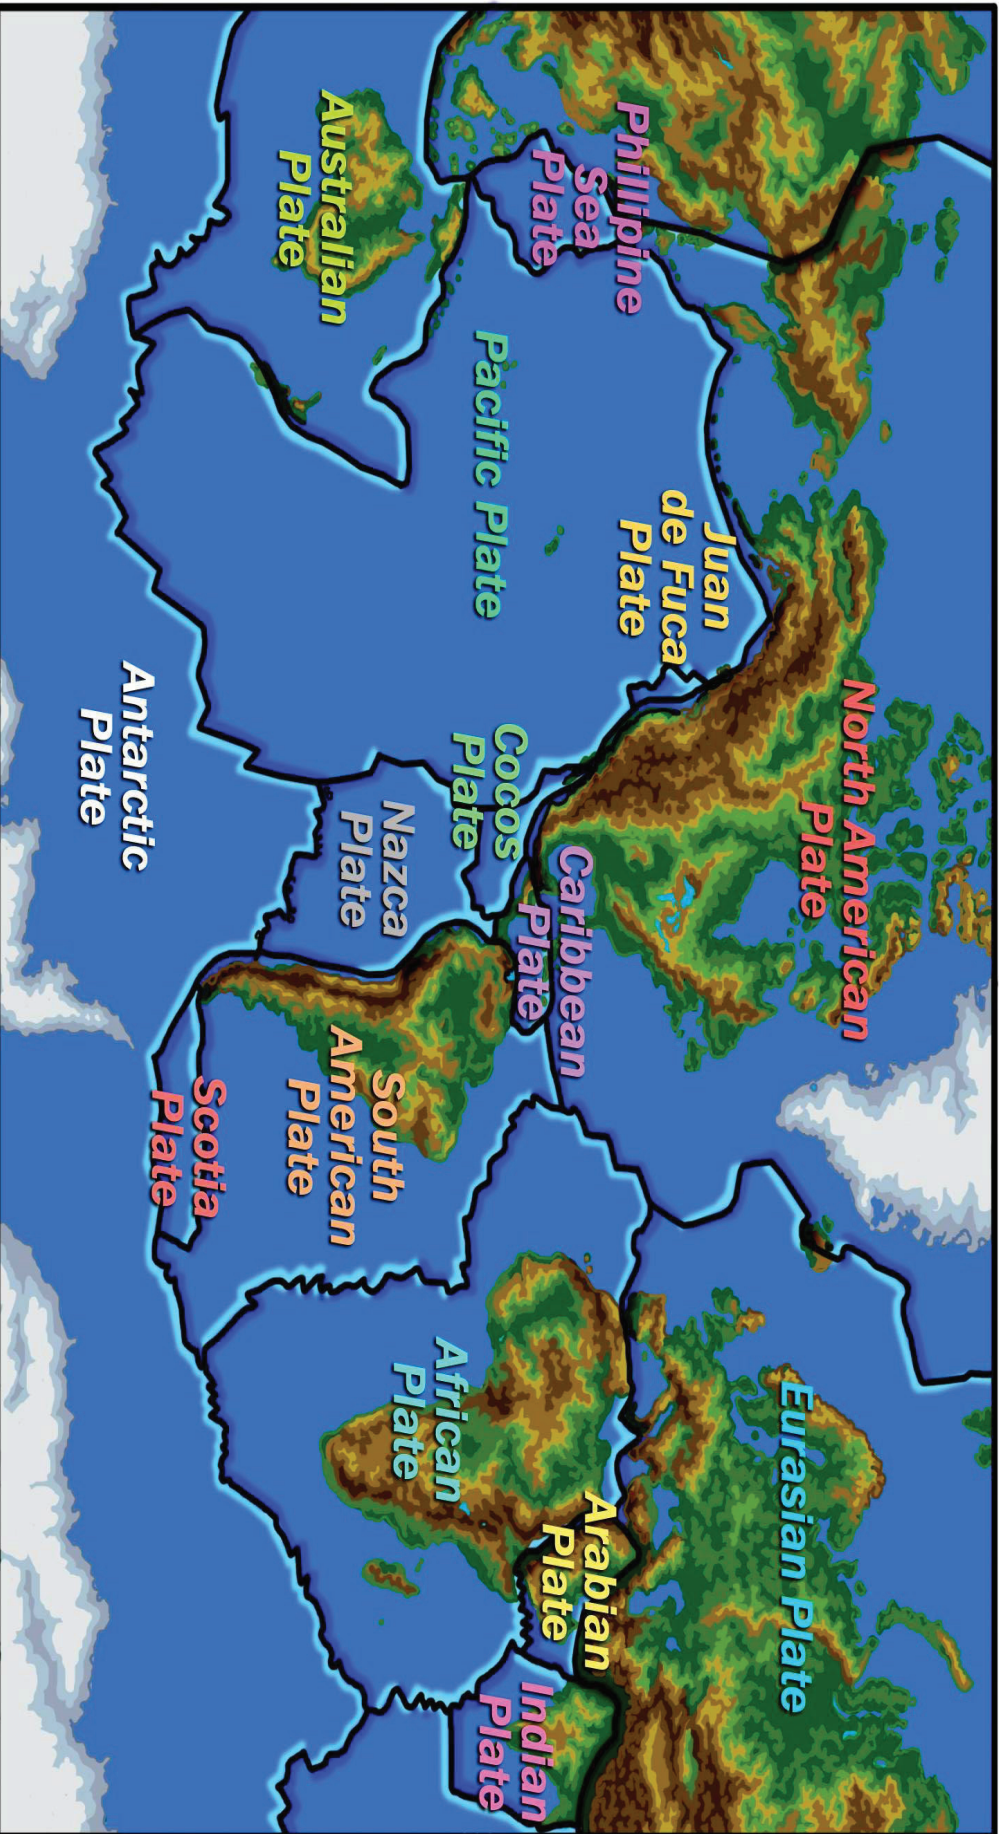 North American
Plate
Eurasian Plate
Juan
de Fuca
Plate
Phillipine
Sea
Plate
Caribbean
Plate
Arabian
Plate
Cocos
Plate
Indian
Plate
Pacific Plate
African
Plate
Nazca
Plate
South
American
Plate
Australian
Plate
Scotia
Plate
Antarctic
Plate